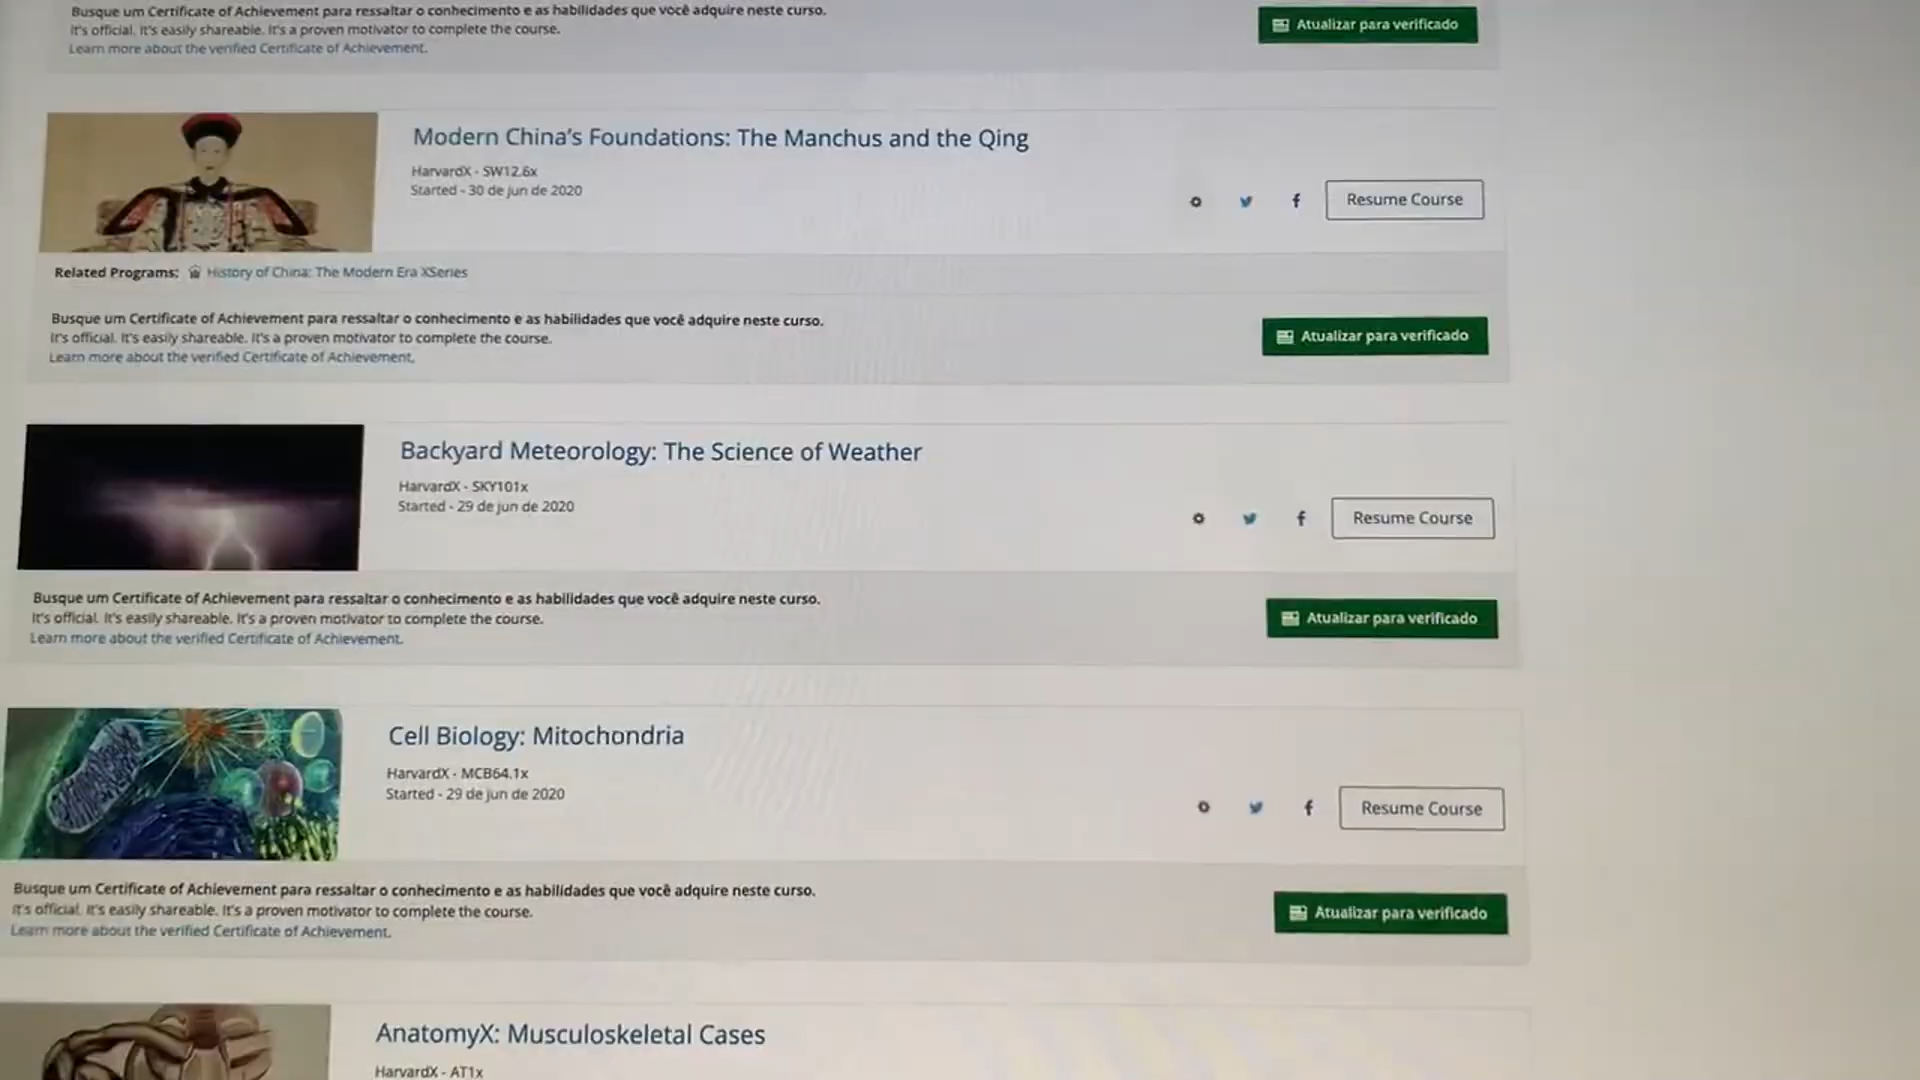 Busque um Certificate of Achievement para ressaltar o conhecimento e as habilidades que você adquire neste curso.
It's official. It's easily shareable. It's a proven motivator to complete the course.
Learn more about the verified Certificate of Achievement.
Atualizar para verificado
Modern China's Foundations: The Manchus and the Qing
HarvardX - SW12.6x
Started - 30 de jun de 2020
Resume Course
Related Programs: History of China: The Modern Era XSeries
Busque um Certificate of Achievement para ressaltar o conhecimento e as habilidades que você adquire neste curso.
It's official. It's easily shareable. It's a proven motivator to complete the course.
Learn more about the verified Certificate of Achievement.
Atualizar para verificado
Backyard Meteorology: The Science of Weather
HarvardX - SKY101x
Started - 29 de jun de 2020
Resume Course
Busque um Certificate of Achievement para ressaltar o conhecimento e as habilidades que você adquire neste curso.
It's official. It's easily shareable. It's a proven motivator to complete the course.
Learn more about the verified Certificate of Achievement.
Atualizar para verificado
Cell Biology: Mitochondria
HarvardX - MCB64.1x
Started - 29 de jun de 2020
Resume Course
Busque um Certificate of Achievement para ressaltar o conhecimento e as habilidades que você adquire neste curso.
It's official. It's easily shareable. It's a proven motivator to complete the course.
Learn more about the verified Certificate of Achievement.
Atualizar para verificado
AnatomyX: Musculoskeletal Cases
HarvardX - AT1x